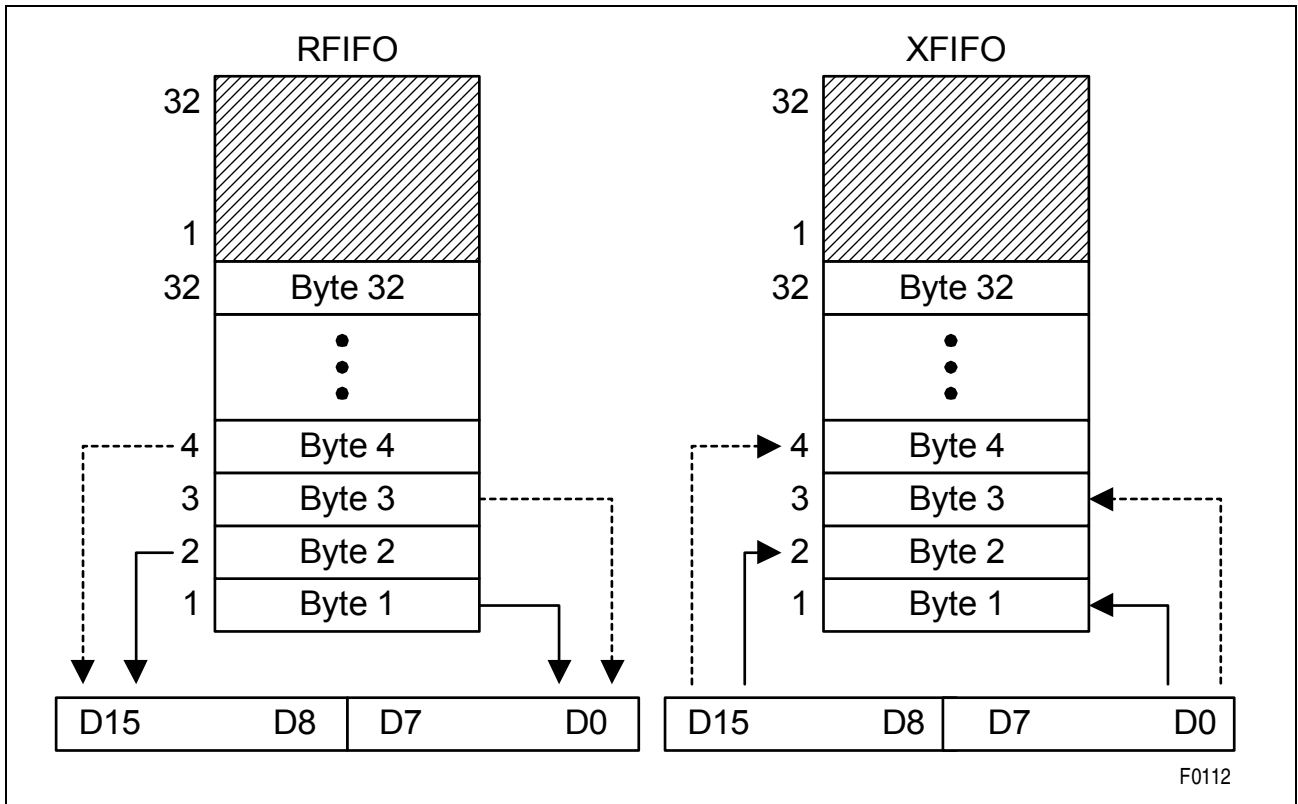 RFIFO XFIFO
32 32
1 1
32 Byte 32 32 Byte 32
4 Byte 4 4 Byte 4
3 Byte 3 3 Byte 3
2 Byte 2 2 Byte 2
1 Byte 1 1 Byte 1
D15 D8 D7 D0 D15 D8 D7 D0
F0112